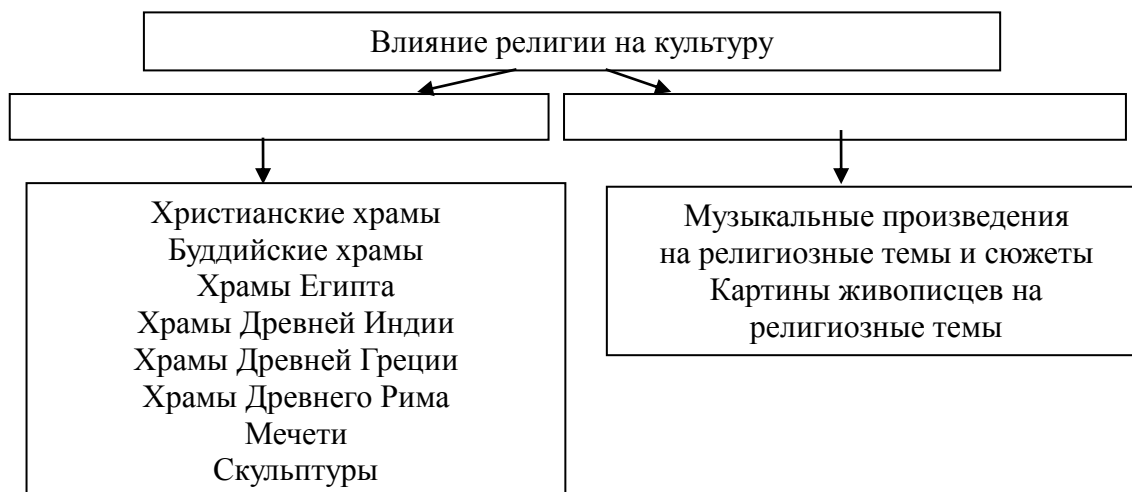 Влияние религии на культуру
Христианские храмы
Буддийские храмы
Храмы Египта
Храмы Древней Индии
Храмы Древней Греции
Храмы Древнего Рима
Мечети
Скульптуры
Музыкальные произведения
на религиозные темы и сюжеты
Картины живописцев на
религиозные темы